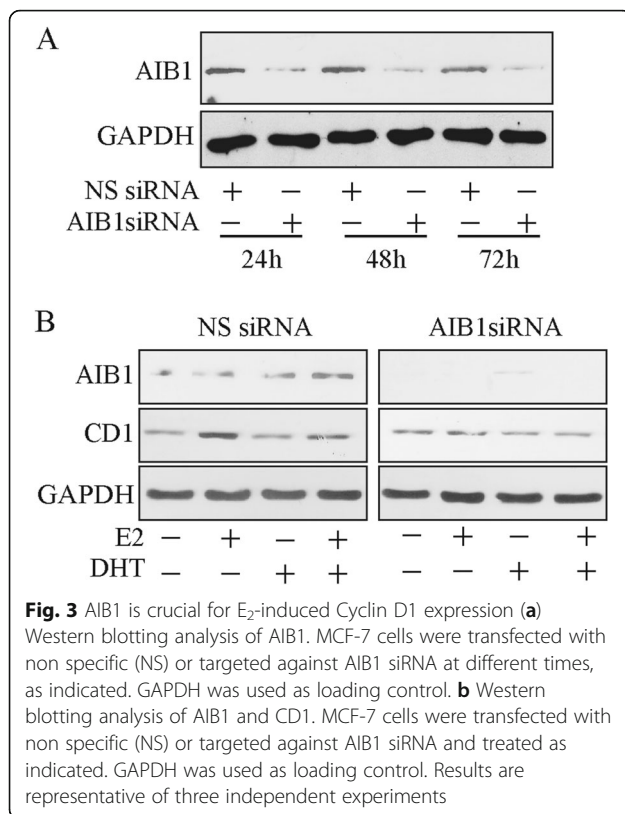 A
AIB1
GAPDH
NS siRNA + − + − + −
AIB1siRNA − + − + − +
24h 48h 72h
B
NS siRNA AIB1siRNA
AIB1
CD1
GAPDH
E2 − + − + − + − +
DHT − − + + − − + +
Fig. 3 AIB1 is crucial for E₂-induced Cyclin D1 expression (a)
Western blotting analysis of AIB1. MCF-7 cells were transfected with
non specific (NS) or targeted against AIB1 siRNA at different times,
as indicated. GAPDH was used as loading control. b Western
blotting analysis of AIB1 and CD1. MCF-7 cells were transfected with
non specific (NS) or targeted against AIB1 siRNA and treated as
indicated. GAPDH was used as loading control. Results are
representative of three independent experiments